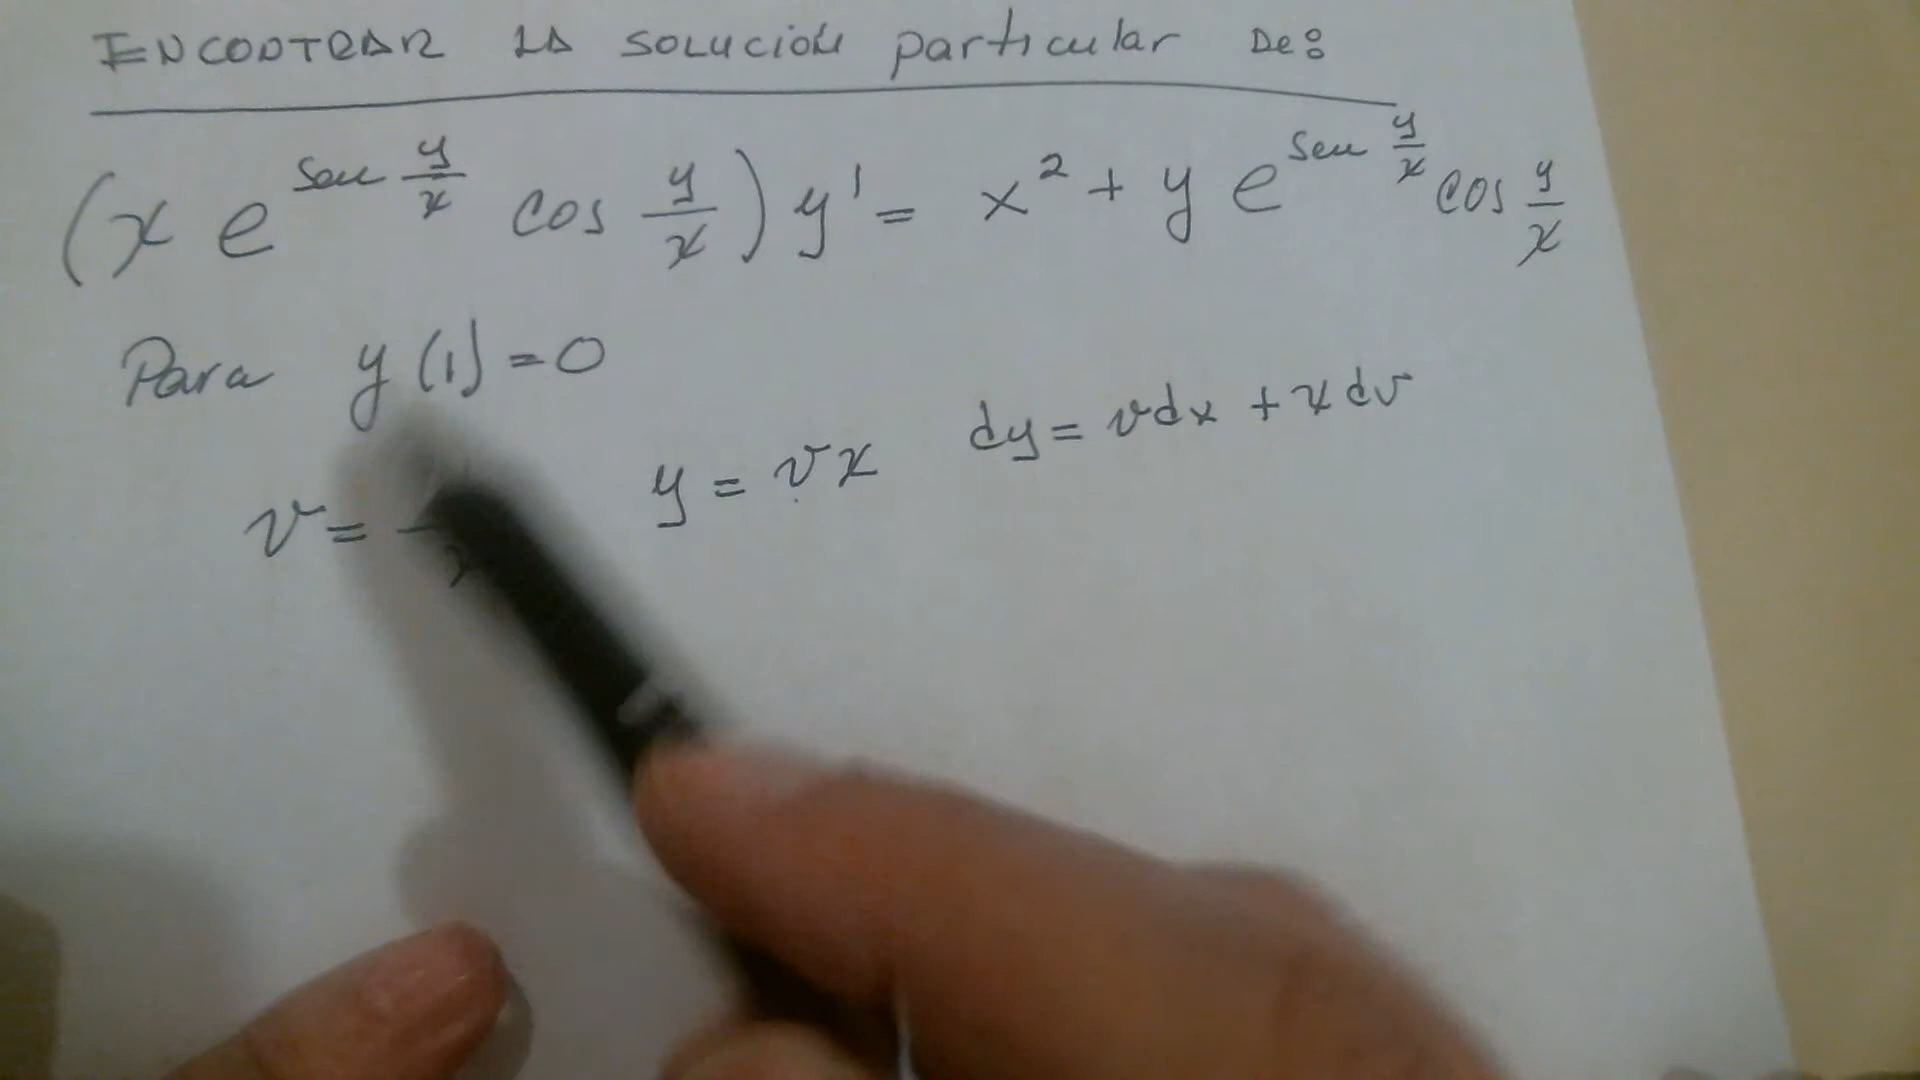 ENCONTRAR LA SOLUCIÓN particular De:
(x e^{sen y/x} cos y/x) y' = x² + y e^{sen y/x} cos y/x
Para y(1) = 0
v = /x y = vx dy = vdx + xdv